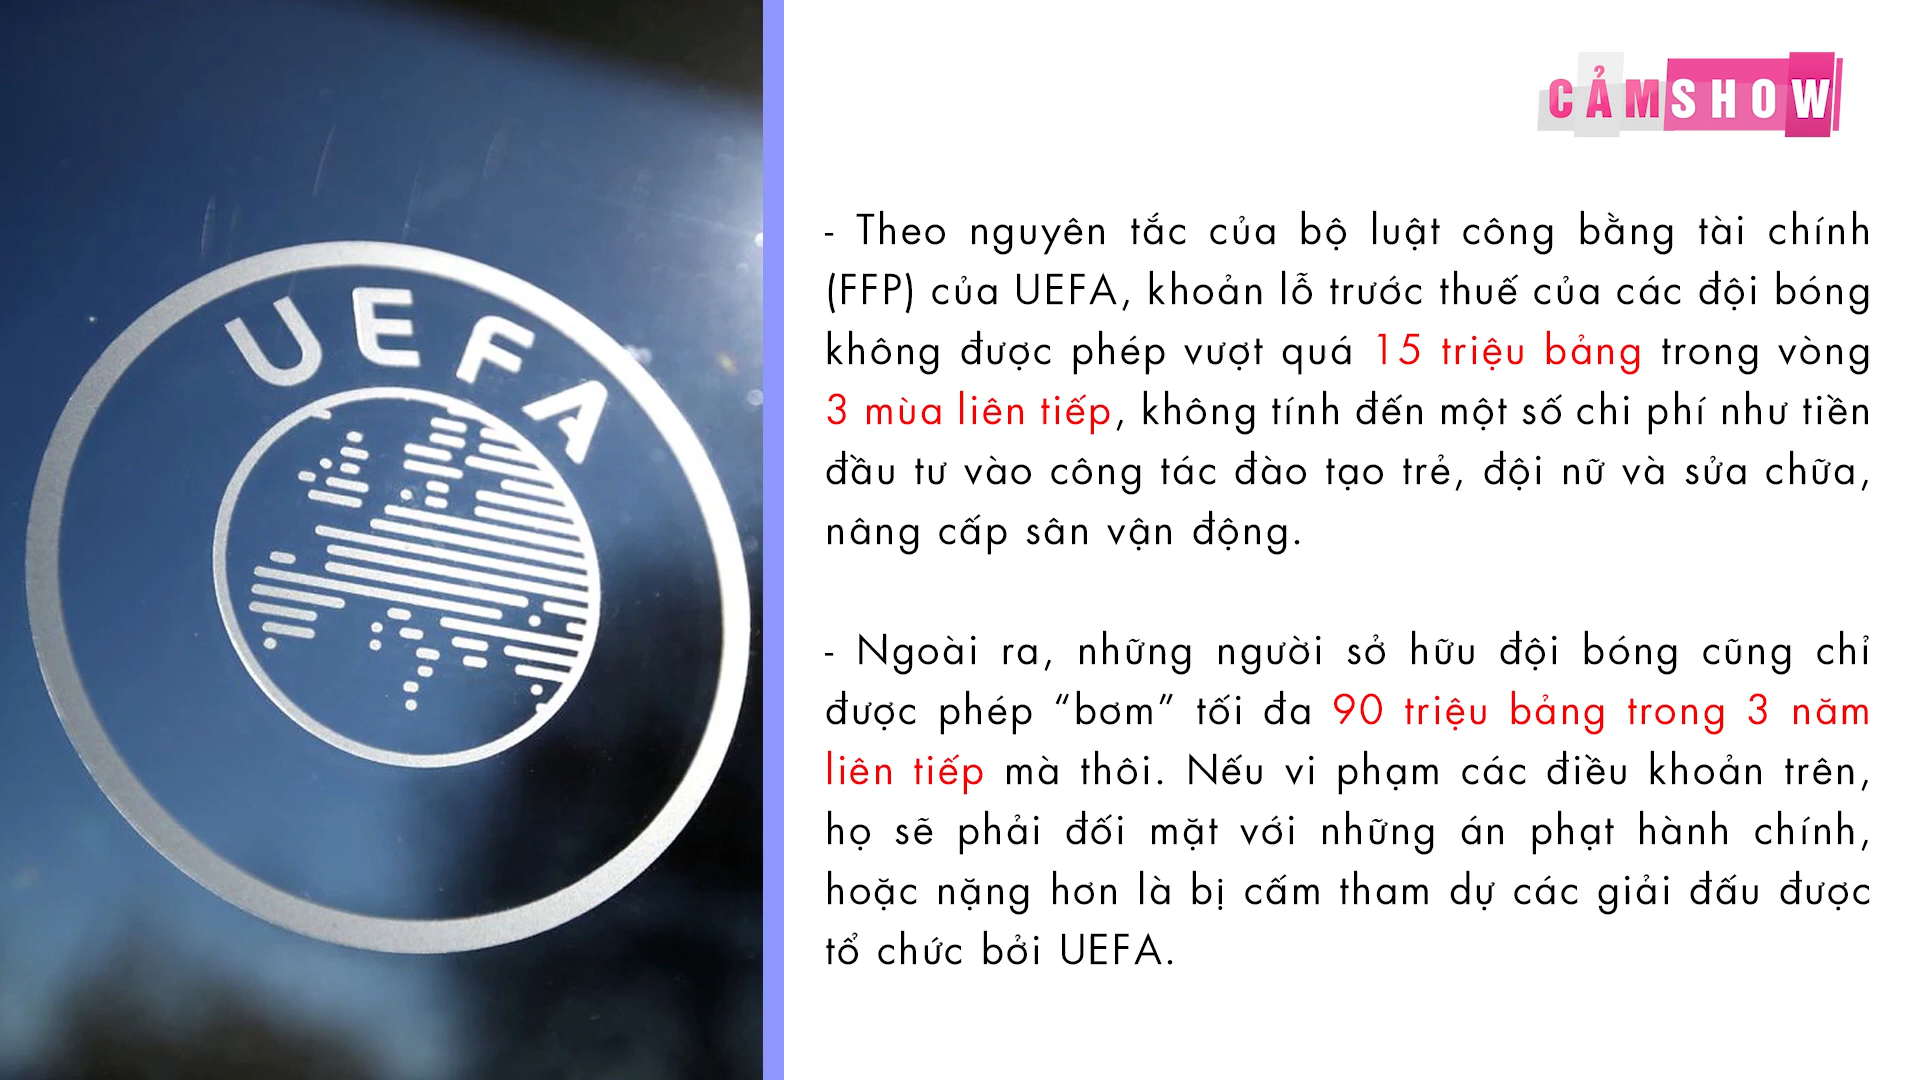 UEFA
CẢMSHOW
- Theo nguyên tắc của bộ luật công bằng tài chính
(FFP) của UEFA, khoản lỗ trước thuế của các đội bóng
không được phép vượt quá 15 triệu bảng trong vòng
3 mùa liên tiếp, không tính đến một số chi phí như tiền
đầu tư vào công tác đào tạo trẻ, đội nữ và sửa chữa,
nâng cấp sân vận động.
- Ngoài ra, những người sở hữu đội bóng cũng chỉ
được phép “bơm” tối đa 90 triệu bảng trong 3 năm
liên tiếp mà thôi. Nếu vi phạm các điều khoản trên,
họ sẽ phải đối mặt với những án phạt hành chính,
hoặc nặng hơn là bị cấm tham dự các giải đấu được
tổ chức bởi UEFA.